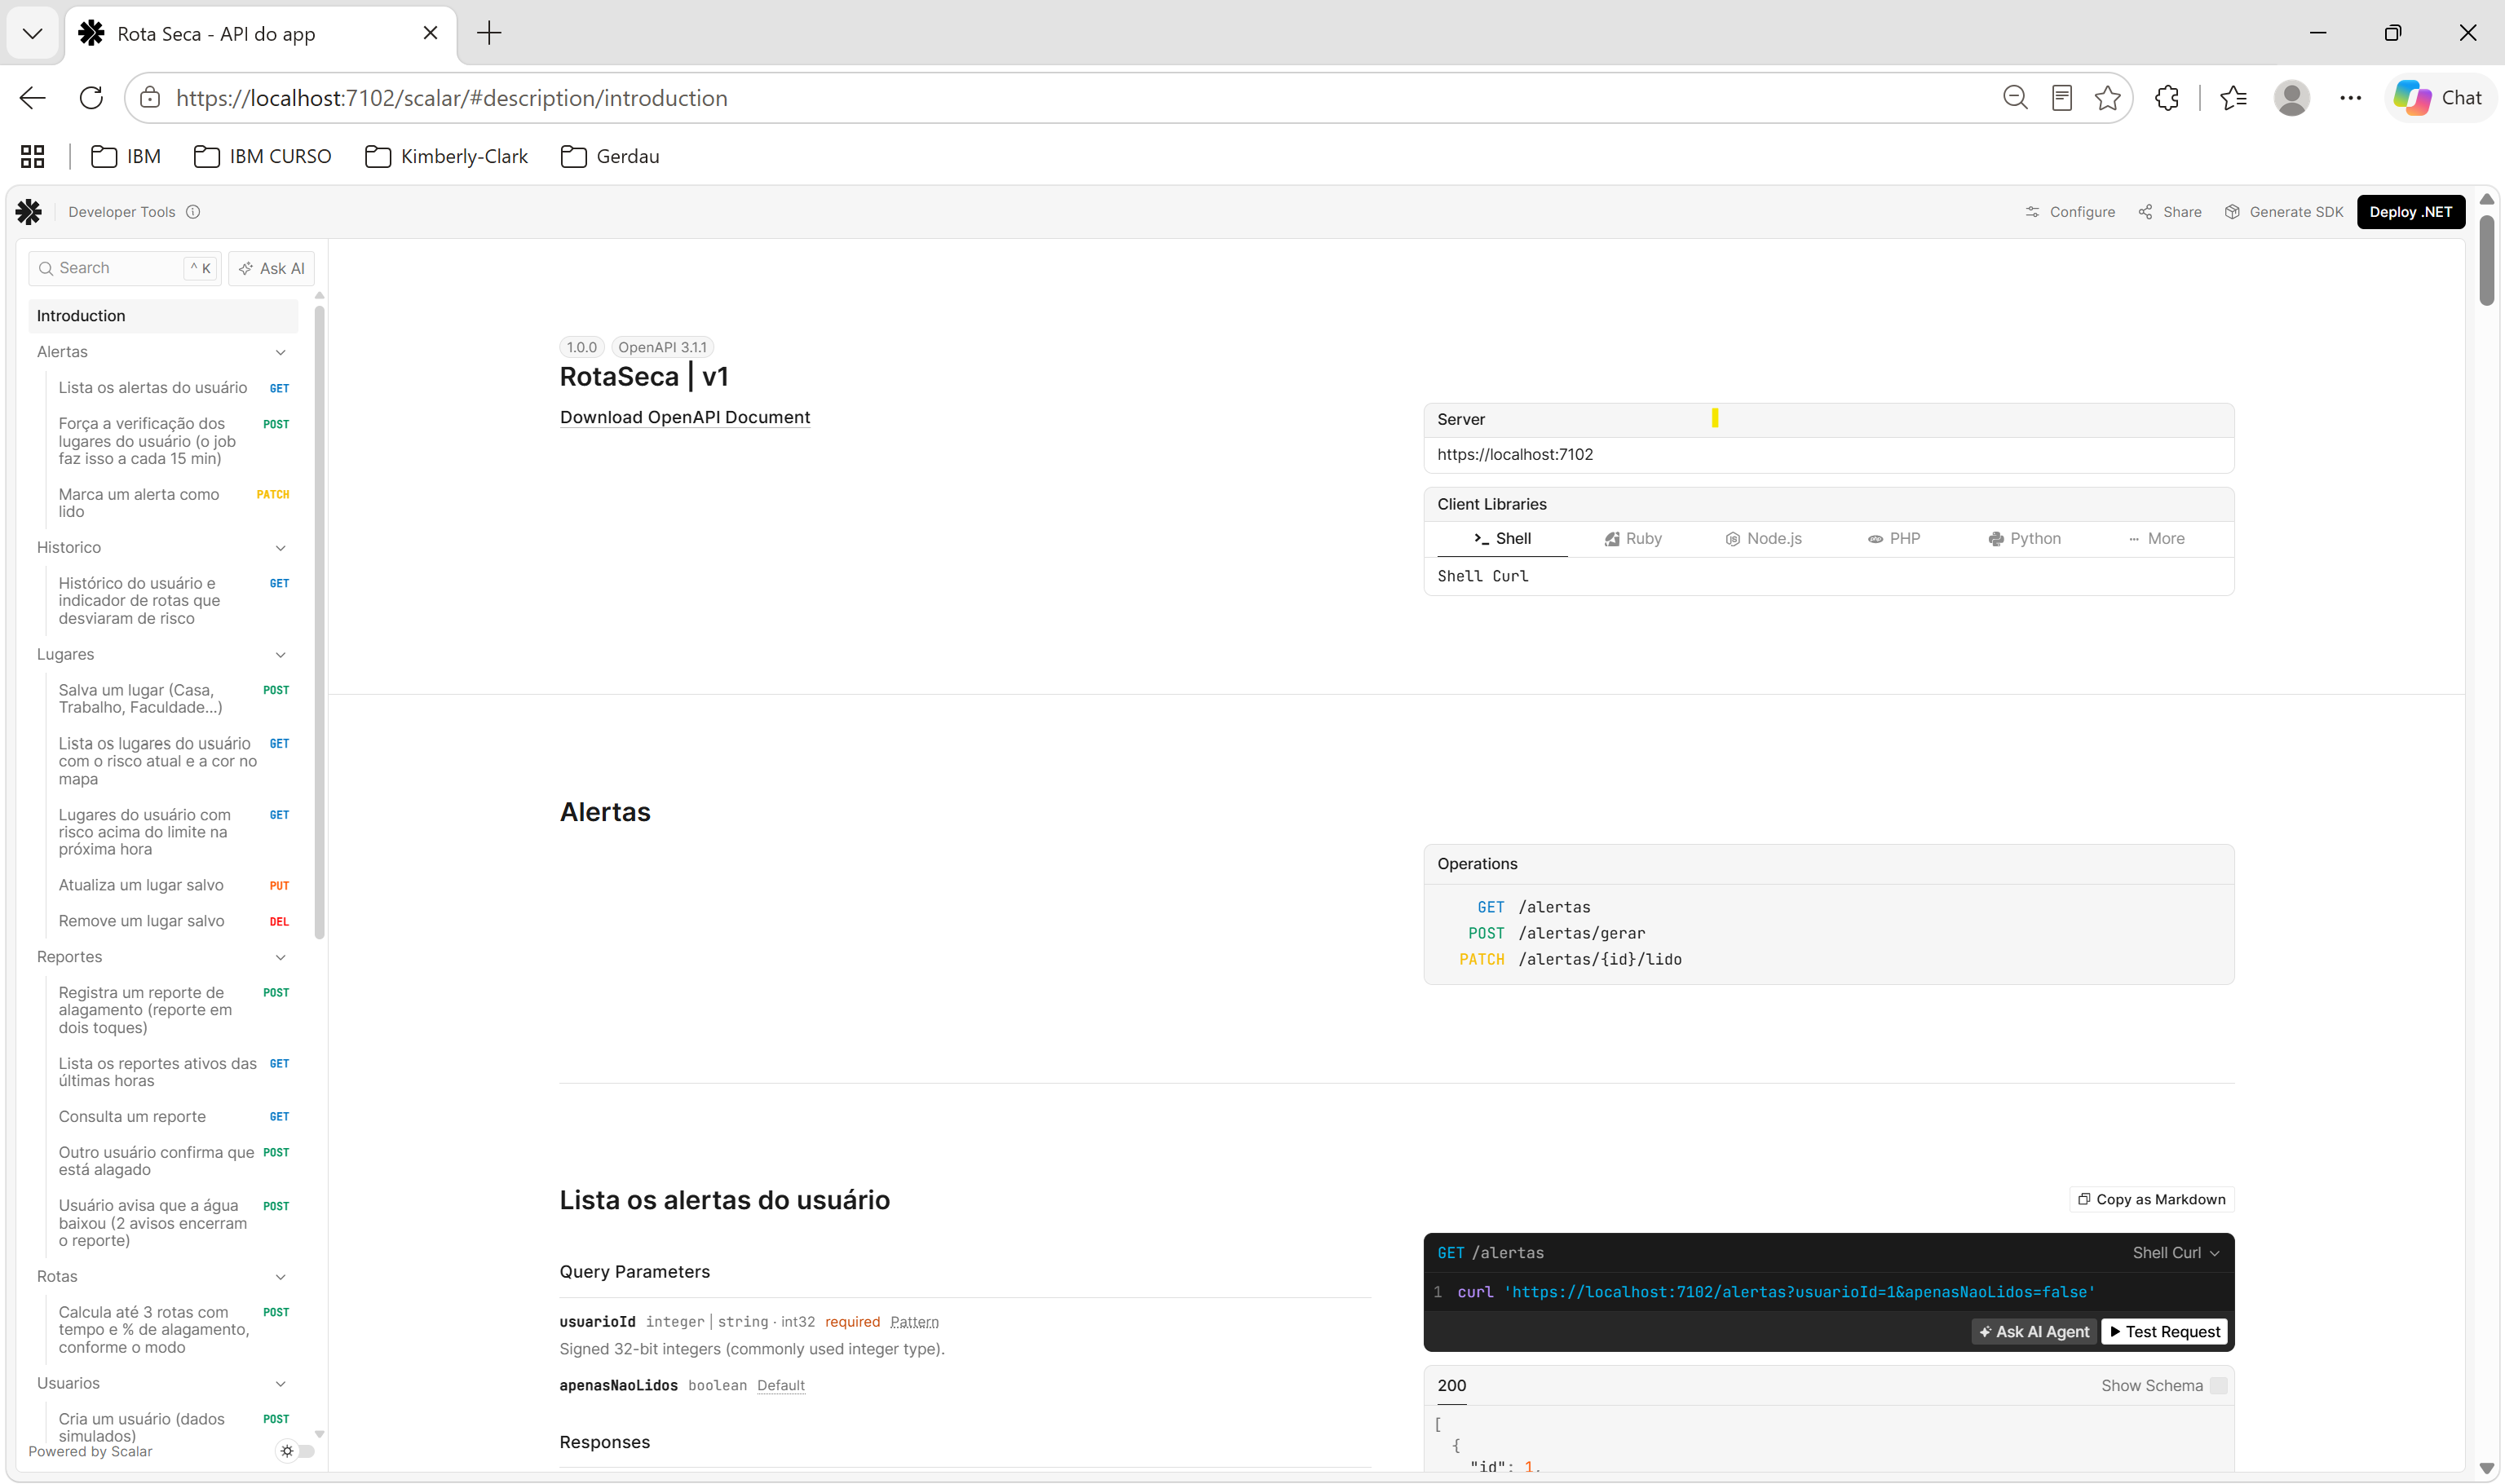 Rota Seca - API do app
https://localhost:7102/scalar/#description/introduction
Chat
IBM
IBM CURSO
Kimberly-Clark
Gerdau
Developer Tools
Configure
Share
Generate SDK
Deploy .NET
Search
^ K
Ask AI
Introduction
Alertas
Lista os alertas do usuário GET
Força a verificação dos POST
lugares do usuário (o job
faz isso a cada 15 min)
Marca um alerta como PATCH
lido
Historico
Histórico do usuário e GET
indicador de rotas que
desviaram de risco
Lugares
Salva um lugar (Casa, POST
Trabalho, Faculdade...)
Lista os lugares do usuário GET
com o risco atual e a cor no
mapa
Lugares do usuário com GET
risco acima do limite na
próxima hora
Atualiza um lugar salvo PUT
Remove um lugar salvo DEL
Reportes
Registra um reporte de POST
alagamento (reporte em
dois toques)
Lista os reportes ativos das GET
últimas horas
Consulta um reporte GET
Outro usuário confirma que POST
está alagado
Usuário avisa que a água POST
baixou (2 avisos encerram
o reporte)
Rotas
Calcula até 3 rotas com POST
tempo e % de alagamento,
conforme o modo
Usuarios
Cria um usuário (dados POST
simulados)
Powered by Scalar
1.0.0 OpenAPI 3.1.1
RotaSeca | v1
Download OpenAPI Document
Server
https://localhost:7102
Client Libraries
Shell
Ruby
Node.js
PHP
Python
More
Shell Curl
Alertas
Operations
GET /alertas
POST /alertas/gerar
PATCH /alertas/{id}/lido
Lista os alertas do usuário
Copy as Markdown
Query Parameters
usuarioId integer | string · int32 required Pattern
Signed 32-bit integers (commonly used integer type).
apenasNaoLidos boolean Default
Responses
GET /alertas
Shell Curl
1 curl 'https://localhost:7102/alertas?usuarioId=1&apenasNaoLidos=false'
Ask AI Agent
Test Request
200
Show Schema
[
{
"id": 1,